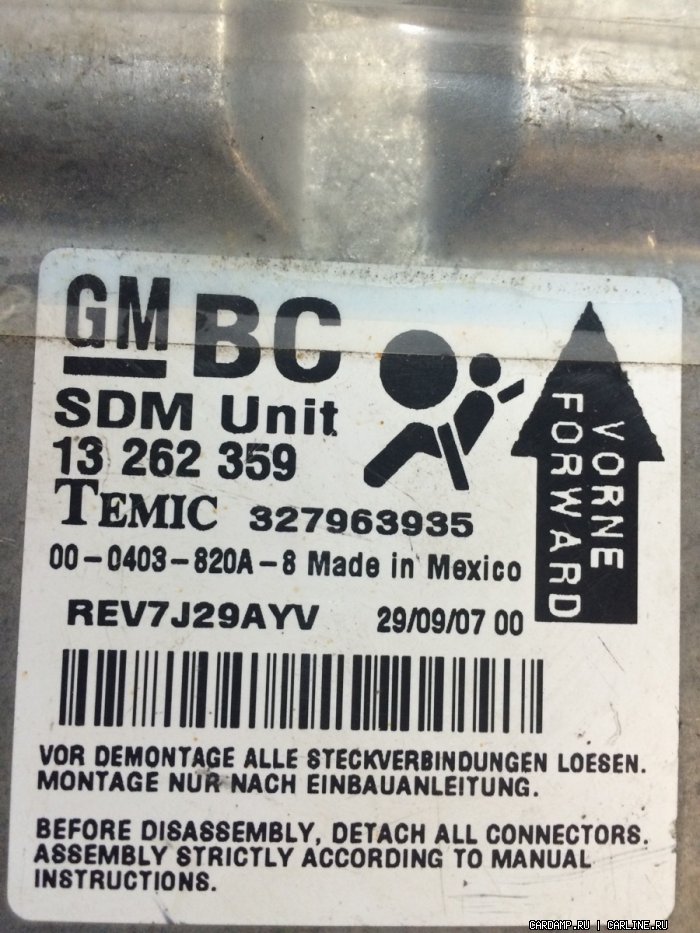 GM BC
SDM Unit
13 262 359
TEMIC 327963935
00-0403-820A-8 Made in Mexico
REV7J29AYV 29/09/07 00
VORNE
FORWARD
VOR DEMONTAGE ALLE STECKVERBINDUNGEN LOESEN.
MONTAGE NUR NACH EINBAUANLEITUNG.
BEFORE DISASSEMBLY, DETACH ALL CONNECTORS.
ASSEMBLY STRICTLY ACCORDING TO MANUAL
INSTRUCTIONS.
CARDAMP.RU | CARLINE.RU